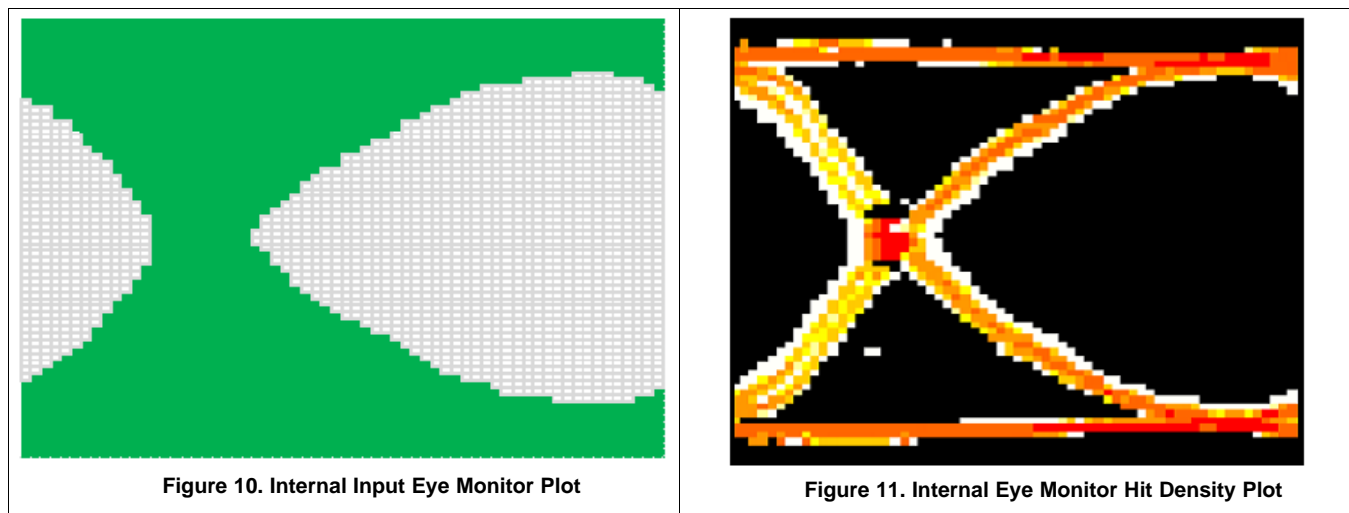 Figure 10. Internal Input Eye Monitor Plot
Figure 11. Internal Eye Monitor Hit Density Plot